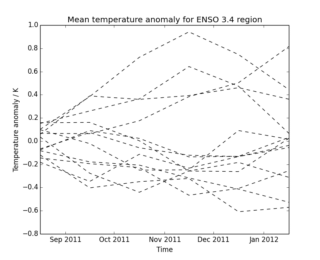 Mean temperature anomaly for ENSO 3.4 region
1.0
0.8
0.6
0.4
0.2
0.0
−0.2
−0.4
−0.6
−0.8
Temperature anomaly / K
Sep 2011
Oct 2011
Nov 2011
Dec 2011
Jan 2012
Time